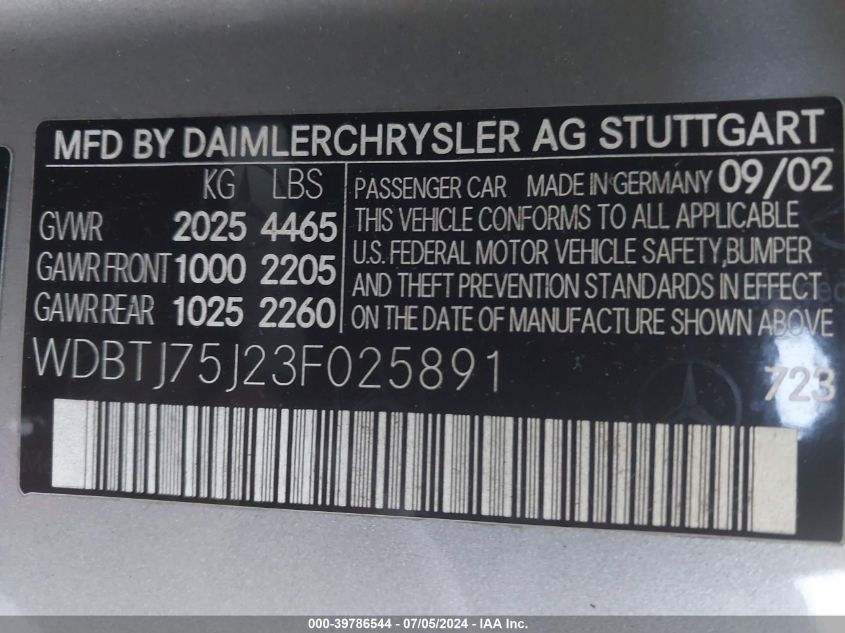 MFD BY DAIMLERCHRYSLER AG STUTTGART
KG LBS
GVWR 2025 4465
GAWR FRONT 1000 2205
GAWR REAR 1025 2260
PASSENGER CAR MADE IN GERMANY 09/02
THIS VEHICLE CONFORMS TO ALL APPLICABLE
U.S. FEDERAL MOTOR VEHICLE SAFETY, BUMPER
AND THEFT PREVENTION STANDARDS IN EFFECT
ON THE DATE OF MANUFACTURE SHOWN ABOVE
WDBTJ75J23F025891 723
000-39786544 - 07/05/2024 - IAA Inc.